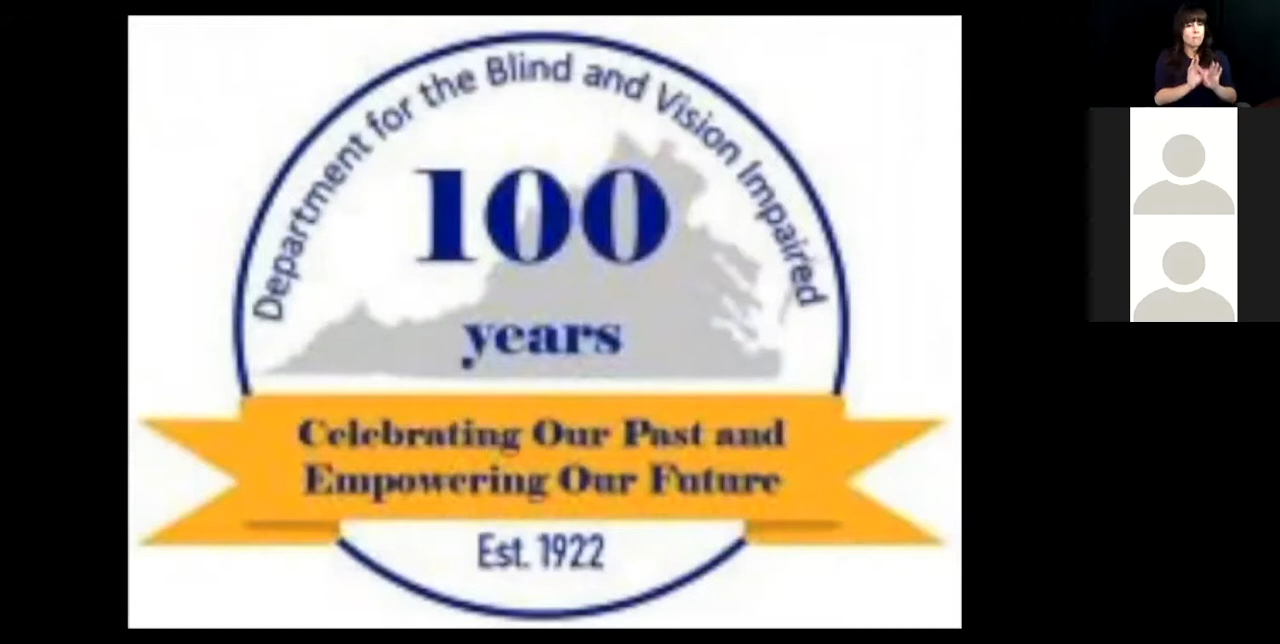 Department for the Blind and Vision Impaired
100
years
Celebrating Our Past and
Empowering Our Future
Est. 1922